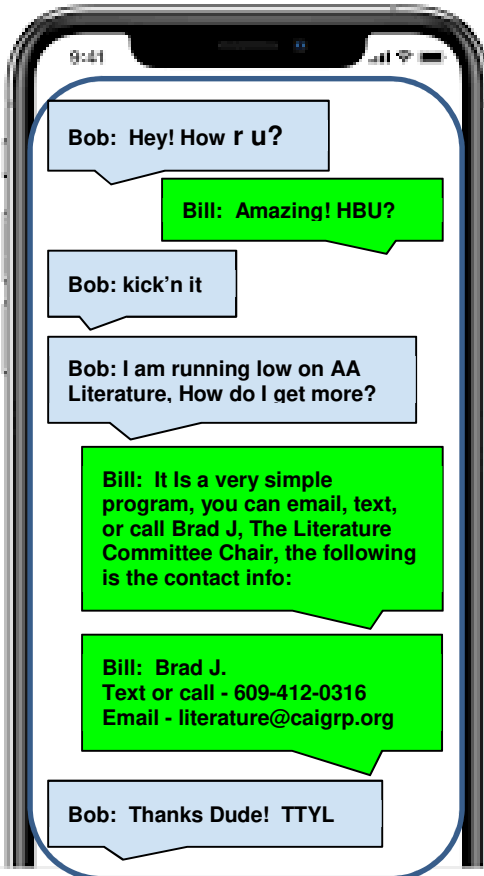 9:41
Bob: Hey! How r u?
Bill: Amazing! HBU?
Bob: kick’n it
Bob: I am running low on AA
Literature, How do I get more?
Bill: It Is a very simple
program, you can email, text,
or call Brad J, The Literature
Committee Chair, the following
is the contact info:
Bill: Brad J.
Text or call - 609-412-0316
Email - literature@caigrp.org
Bob: Thanks Dude! TTYL